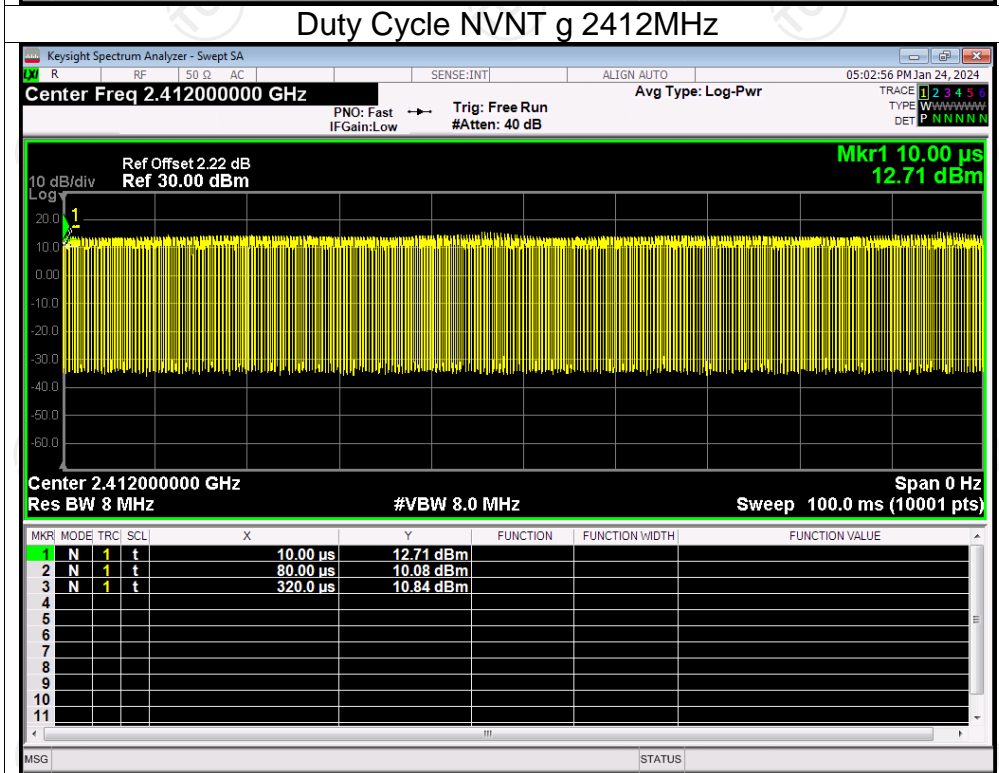 Duty Cycle NVNT g 2412MHz
Keysight Spectrum Analyzer - Swept SA
LXI R RF 50 Ω AC SENSE:INT ALIGN AUTO 05:02:56 PM Jan 24, 2024
Center Freq 2.412000000 GHz Avg Type: Log-Pwr TRACE 1 2 3 4 5 6
PNO: Fast Trig: Free Run TYPE WWWWWW
IFGain:Low #Atten: 40 dB DET P N N N N N
Mkr1 10.00 µs
Ref Offset 2.22 dB
10 dB/div Ref 30.00 dBm 12.71 dBm
Log
1
20.0
10.0
0.00
-10.0
-20.0
-30.0
-40.0
-50.0
-60.0
Center 2.412000000 GHz Span 0 Hz
Res BW 8 MHz #VBW 8.0 MHz Sweep 100.0 ms (10001 pts)
MKR MODE TRC SCL X Y FUNCTION FUNCTION WIDTH FUNCTION VALUE
1 N 1 t 10.00 µs 12.71 dBm
2 N 1 t 80.00 µs 10.08 dBm
3 N 1 t 320.0 µs 10.84 dBm
4
5
6
7
8
9
10
11
MSG STATUS